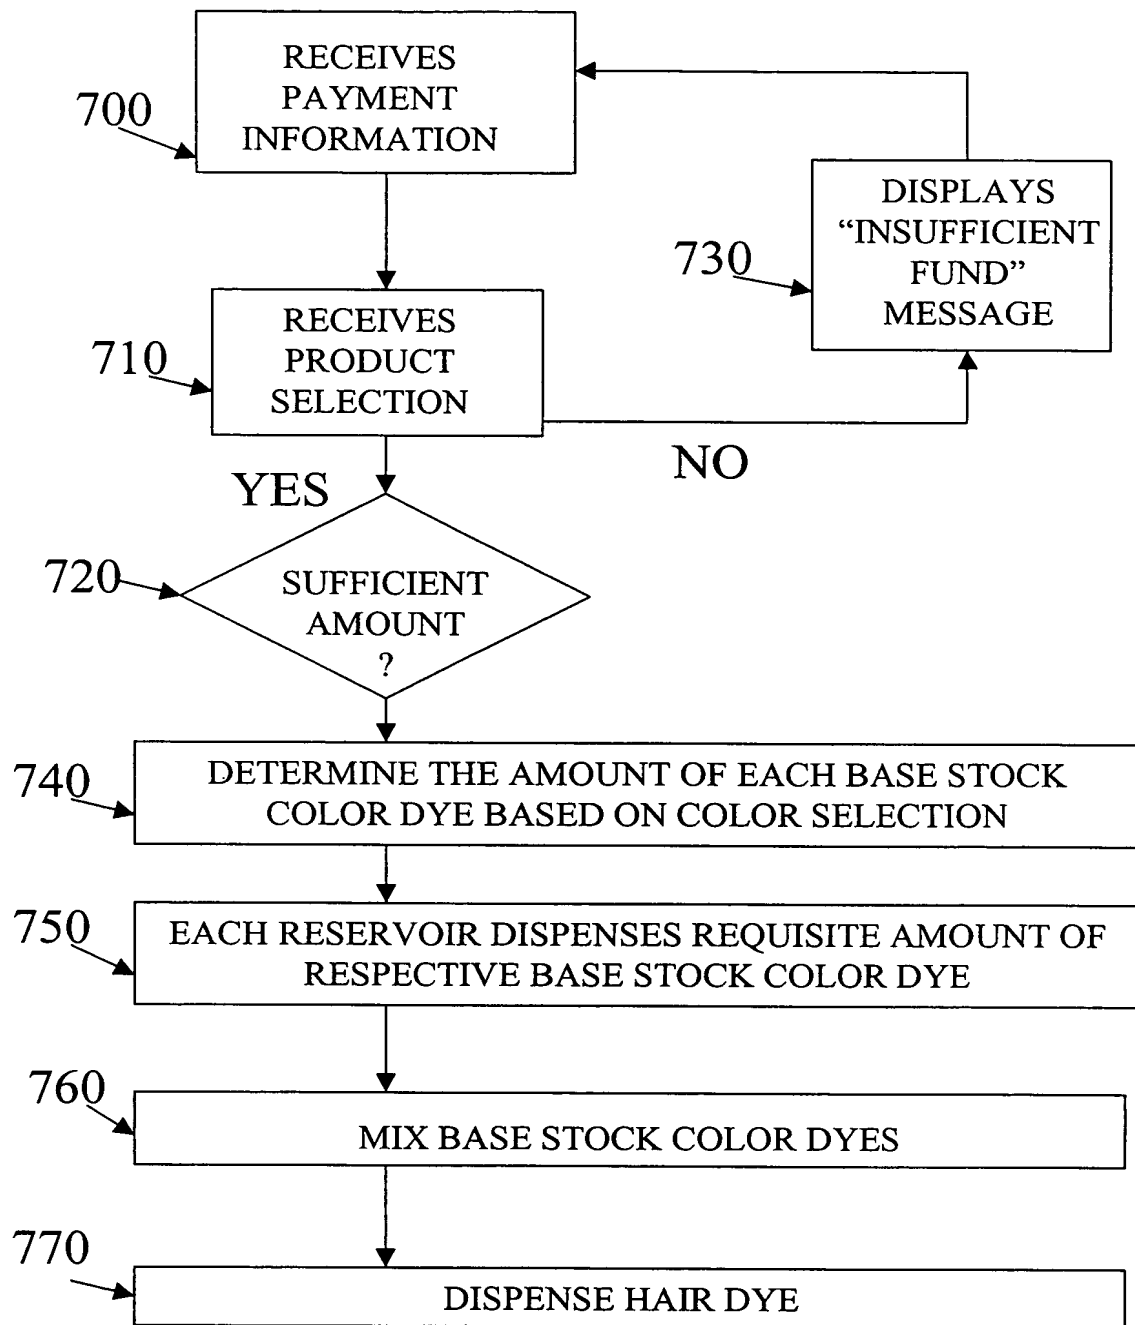 RECEIVES
PAYMENT
INFORMATION
700
DISPLAYS
“INSUFFICIENT
FUND”
MESSAGE
730
RECEIVES
PRODUCT
SELECTION
710
NO
YES
720
SUFFICIENT
AMOUNT
?
740
DETERMINE THE AMOUNT OF EACH BASE STOCK
COLOR DYE BASED ON COLOR SELECTION
750
EACH RESERVOIR DISPENSES REQUISITE AMOUNT OF
RESPECTIVE BASE STOCK COLOR DYE
760
MIX BASE STOCK COLOR DYES
770
DISPENSE HAIR DYE